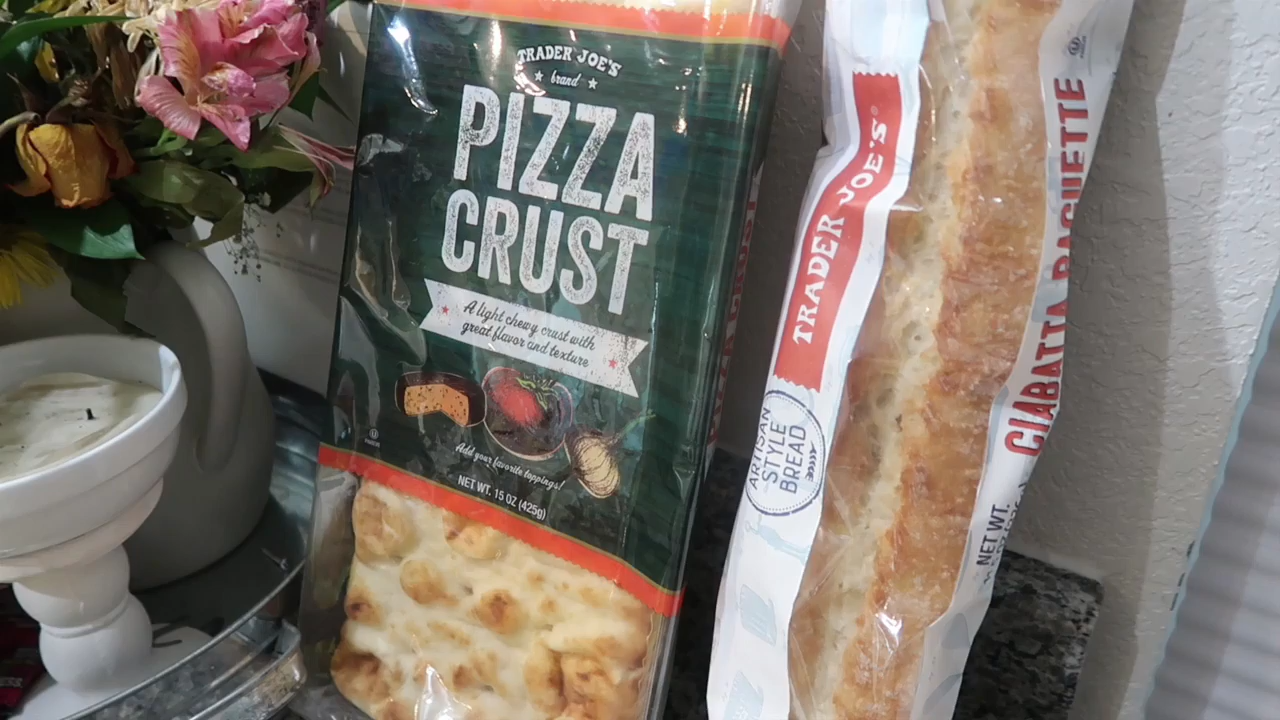 TRADER JOE'S
brand
PIZZA
CRUST
A light chewy crust with
great flavor and texture
Add your favorite toppings!
NET WT. 15 OZ (425g)
TRADER JOE'S
ARTISAN
STYLE
BREAD
CIABATTA BAGUETTE
NET WT.